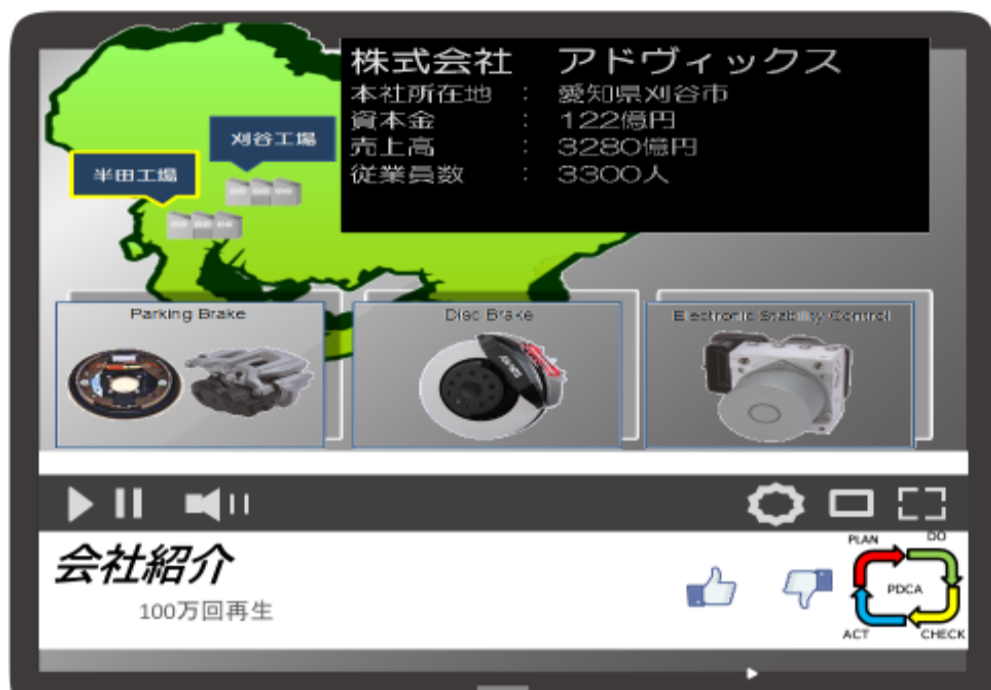 株式会社　アドヴィックス
本社所在地　：　愛知県刈谷市
資本金　：　122億円
売上高　：　3280億円
従業員数　：　3300人
刈谷工場
半田工場
Parking Brake
Disc Brake
Electronic Stability Control
会社紹介
100万回再生
PLAN
DO
PDCA
ACT
CHECK